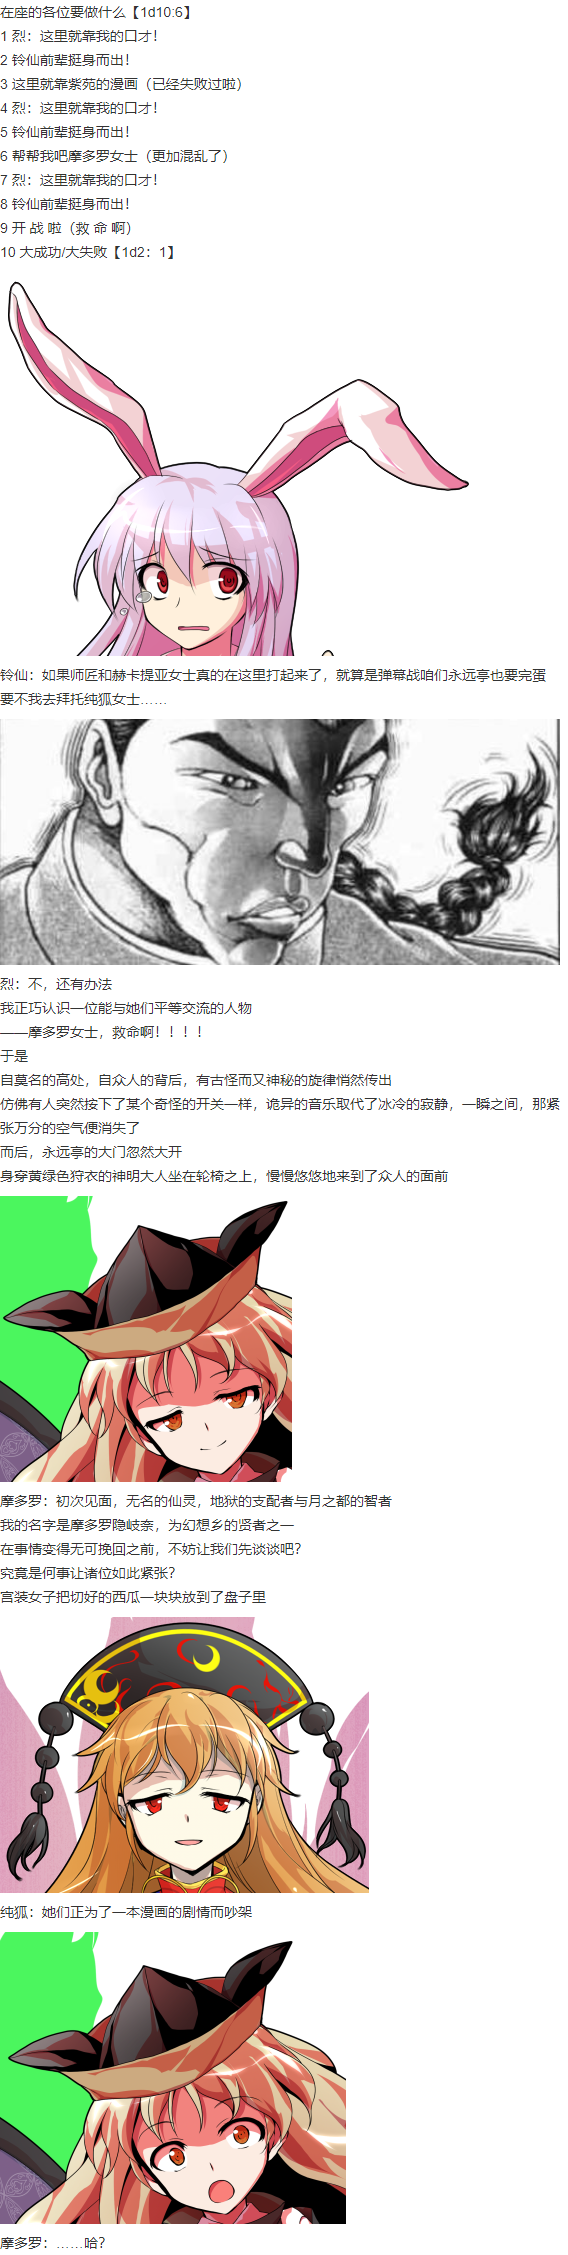 在座的各位要做什么【1d10:6】
1 烈：这里就靠我的口才！
2 铃仙前辈挺身而出！
3 这里就靠紫苑的漫画（已经失败过啦）
4 烈：这里就靠我的口才！
5 铃仙前辈挺身而出！
6 帮帮我吧摩多罗女士（更加混乱了）
7 烈：这里就靠我的口才！
8 铃仙前辈挺身而出！
9 开 战 啦（救 命 啊）
10 大成功/大失败【1d2：1】
铃仙：如果师匠和赫卡提亚女士真的在这里打起来了，就算是弹幕战咱们永远亭也要完蛋
要不我去拜托纯狐女士……
烈：不，还有办法
我正巧认识一位能与她们平等交流的人物
——摩多罗女士，救命啊！！！！
于是
自莫名的高处，自众人的背后，有古怪而又神秘的旋律悄然传出
仿佛有人突然按下了某个奇怪的开关一样，诡异的音乐取代了冰冷的寂静，一瞬之间，那紧
张万分的空气便消失了
而后，永远亭的大门忽然大开
身穿黄绿色狩衣的神明大人坐在轮椅之上，慢慢悠悠地来到了众人的面前
摩多罗：初次见面，无名的仙灵，地狱的支配者与月之都的智者
我的名字是摩多罗隐岐奈，为幻想乡的贤者之一
在事情变得无可挽回之前，不妨让我们先谈谈吧？
究竟是何事让诸位如此紧张？
宫装女子把切好的西瓜一块块放到了盘子里
纯狐：她们正为了一本漫画的剧情而吵架
摩多罗：……哈？